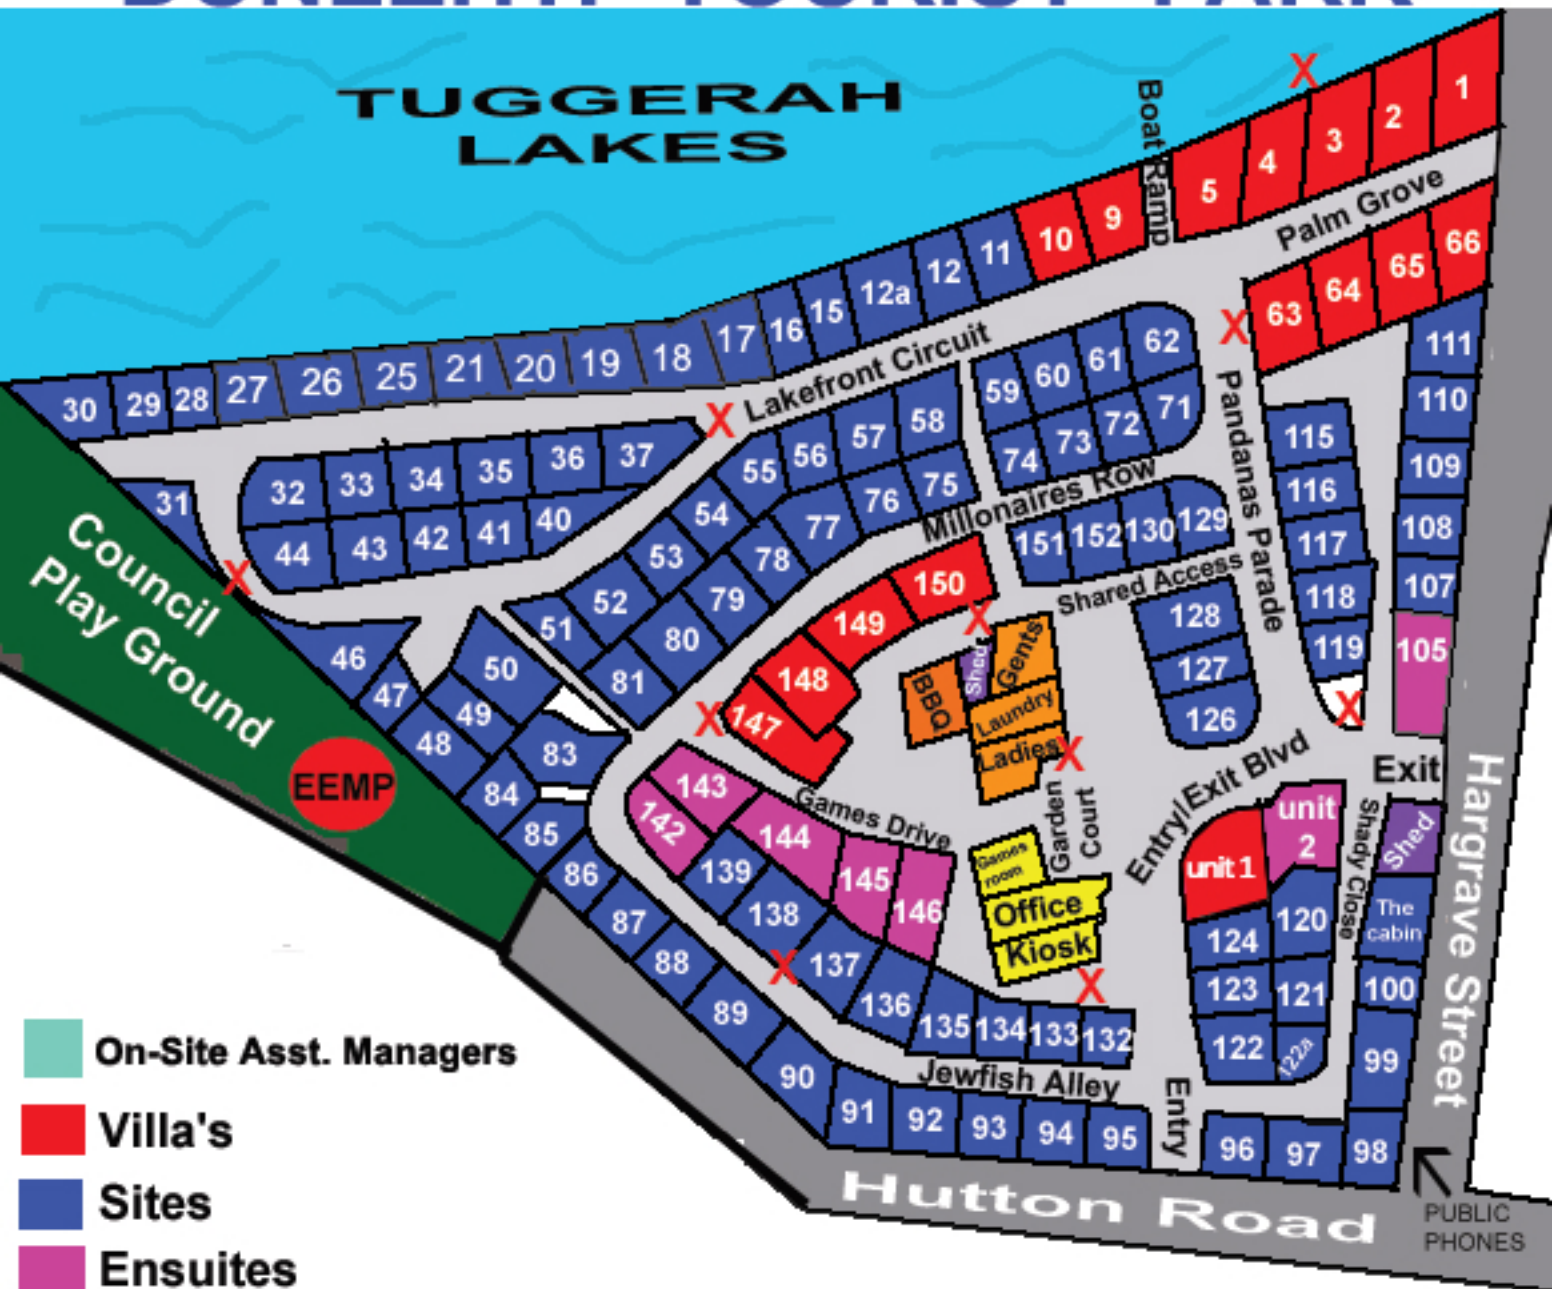 TUGGERAH
LAKES
Boat Ramp
1
2
3
4
5
9
10
11
12
12a
15
16
17
18
19
20
21
25
26
27
28
29
30
Palm Grove
66
65
64
63
X
X
Lakefront Circuit
X
62
61
60
59
71
72
73
74
Millonaires Row
Pandanas Parade
111
110
109
108
107
105
115
116
117
118
119
X
31
32
33
34
35
36
37
44
43
42
41
40
X
58
57
56
55
54
53
52
51
75
76
77
78
79
80
81
151
152
130
129
Shared Access
128
127
126
150
149
148
147
X
X
Shed
Gents
BBQ
Laundry
Ladies
X
Council
Play Ground
EEMP
46
47
48
49
50
83
84
85
86
87
88
89
90
91
92
93
94
95
96
97
98
99
100
The
cabin
Shed
Exit
Entry/Exit Blvd
unit 1
unit
2
Shady Close
120
121
122a
122
123
124
Garden
Court
Games Drive
143
142
144
145
146
139
138
137
136
135
134
133
132
X
Games
room
Office
Kiosk
X
Jewfish Alley
Entry
Hutton Road
Hargrave Street
PUBLIC
PHONES
On-Site Asst. Managers
Villa's
Sites
Ensuites